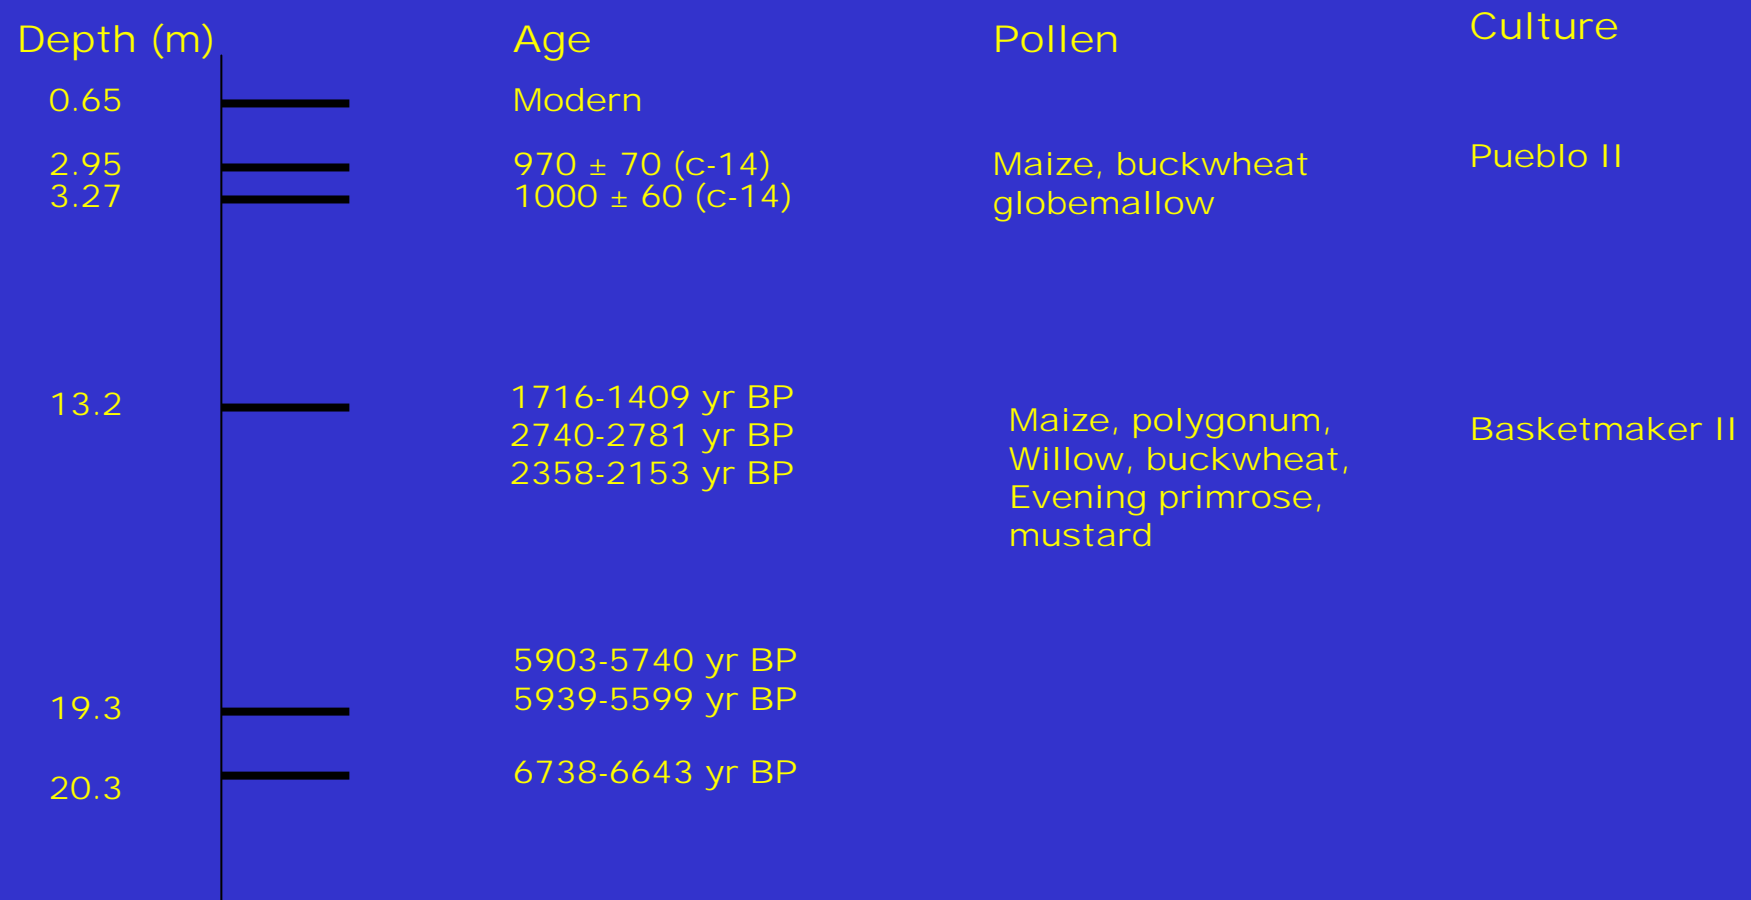 Depth (m) Age Pollen Culture
0.65 Modern
2.95 970 ± 70 (c-14) Maize, buckwheat Pueblo II
3.27 1000 ± 60 (c-14) globemallow
13.2 1716-1409 yr BP Maize, polygonum, Basketmaker II
2740-2781 yr BP Willow, buckwheat,
2358-2153 yr BP Evening primrose,
mustard
5903-5740 yr BP
19.3 5939-5599 yr BP
20.3 6738-6643 yr BP